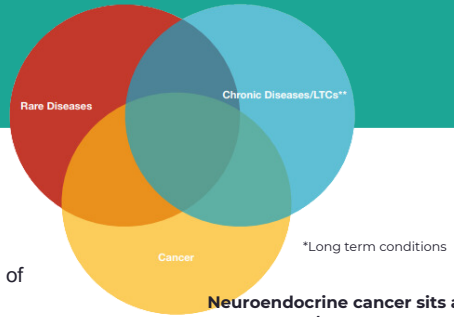 Rare Diseases
Chronic Diseases/LTCs**
Cancer
*Long term conditions
of
Neuroendocrine cancer sits a